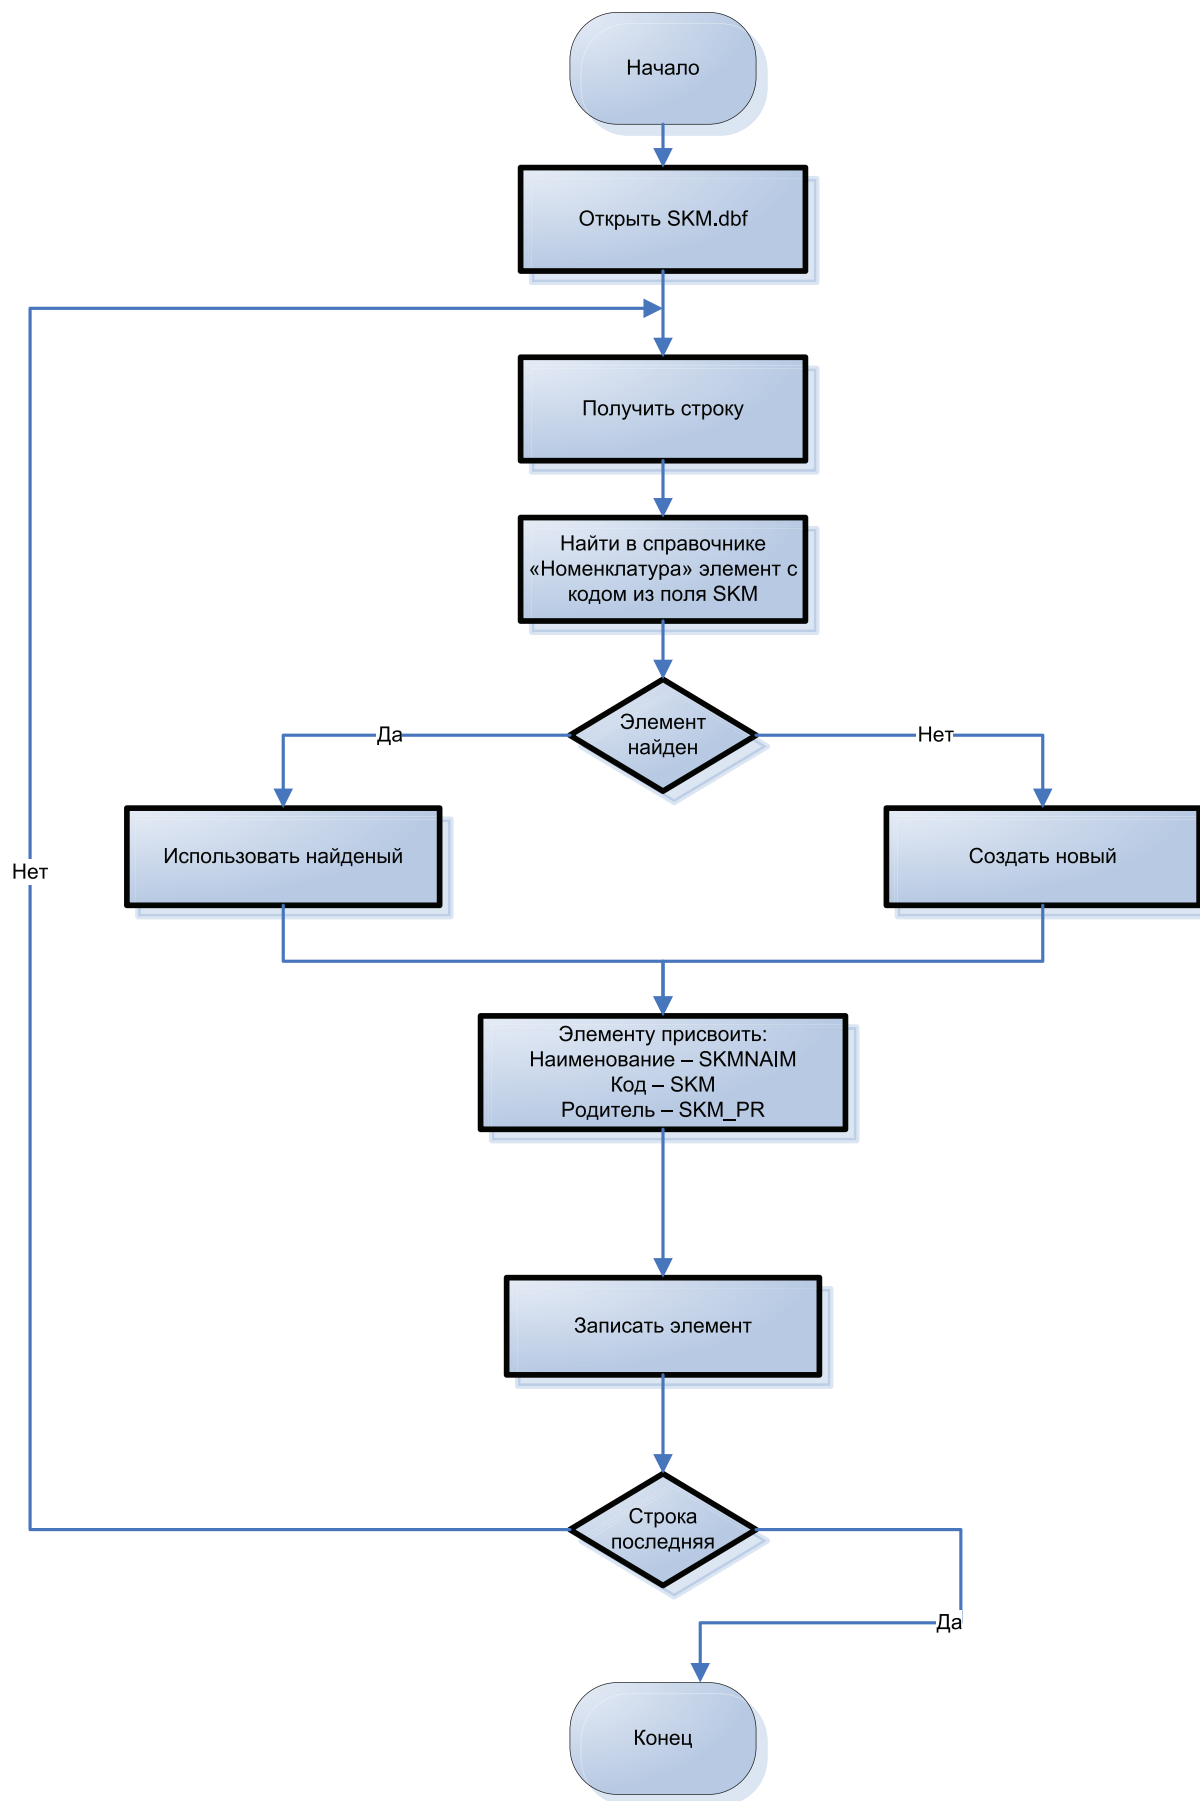 Начало
Открыть SKM.dbf
Получить строку
Найти в справочнике
«Номенклатура» элемент с
кодом из поля SKM
Элемент
найден
Да
Нет
Использовать найденый
Создать новый
Нет
Элементу присвоить:
Наименование – SKMNAIM
Код – SKM
Родитель – SKM_PR
Записать элемент
Строка
последняя
Да
Конец